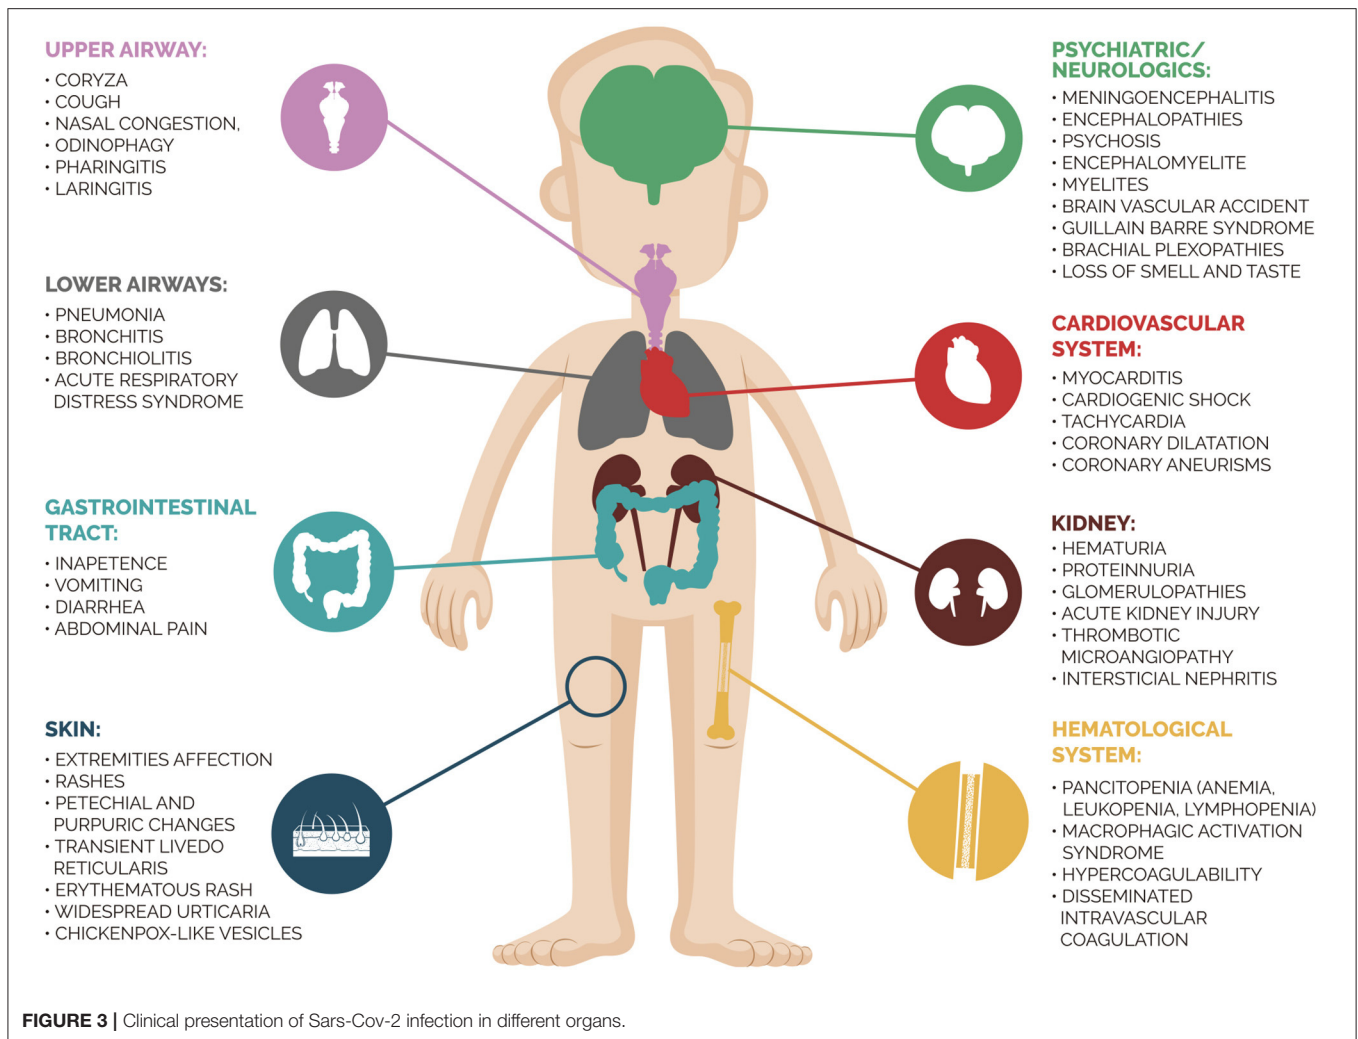 UPPER AIRWAY:
• CORYZA
• COUGH
• NASAL CONGESTION,
• ODINOPHAGY
• PHARINGITIS
• LARINGITIS
LOWER AIRWAYS:
• PNEUMONIA
• BRONCHITIS
• BRONCHIOLITIS
• ACUTE RESPIRATORY
DISTRESS SYNDROME
GASTROINTESTINAL
TRACT:
• INAPETENCE
• VOMITING
• DIARRHEA
• ABDOMINAL PAIN
SKIN:
• EXTREMITIES AFFECTION
• RASHES
• PETECHIAL AND
PURPURIC CHANGES
• TRANSIENT LIVEDO
RETICULARIS
• ERYTHEMATOUS RASH
• WIDESPREAD URTICARIA
• CHICKENPOX-LIKE VESICLES
PSYCHIATRIC/
NEUROLOGICS:
• MENINGOENCEPHALITIS
• ENCEPHALOPATHIES
• PSYCHOSIS
• ENCEPHALOMYELITE
• MYELITES
• BRAIN VASCULAR ACCIDENT
• GUILLAIN BARRE SYNDROME
• BRACHIAL PLEXOPATHIES
• LOSS OF SMELL AND TASTE
CARDIOVASCULAR
SYSTEM:
• MYOCARDITIS
• CARDIOGENIC SHOCK
• TACHYCARDIA
• CORONARY DILATATION
• CORONARY ANEURISMS
KIDNEY:
• HEMATURIA
• PROTEINNURIA
• GLOMERULOPATHIES
• ACUTE KIDNEY INJURY
• THROMBOTIC
MICROANGIOPATHY
• INTERSTICIAL NEPHRITIS
HEMATOLOGICAL
SYSTEM:
• PANCITOPENIA (ANEMIA,
LEUKOPENIA, LYMPHOPENIA)
• MACROPHAGIC ACTIVATION
SYNDROME
• HYPERCOAGULABILITY
• DISSEMINATED
INTRAVASCULAR
COAGULATION
FIGURE 3 | Clinical presentation of Sars-Cov-2 infection in different organs.